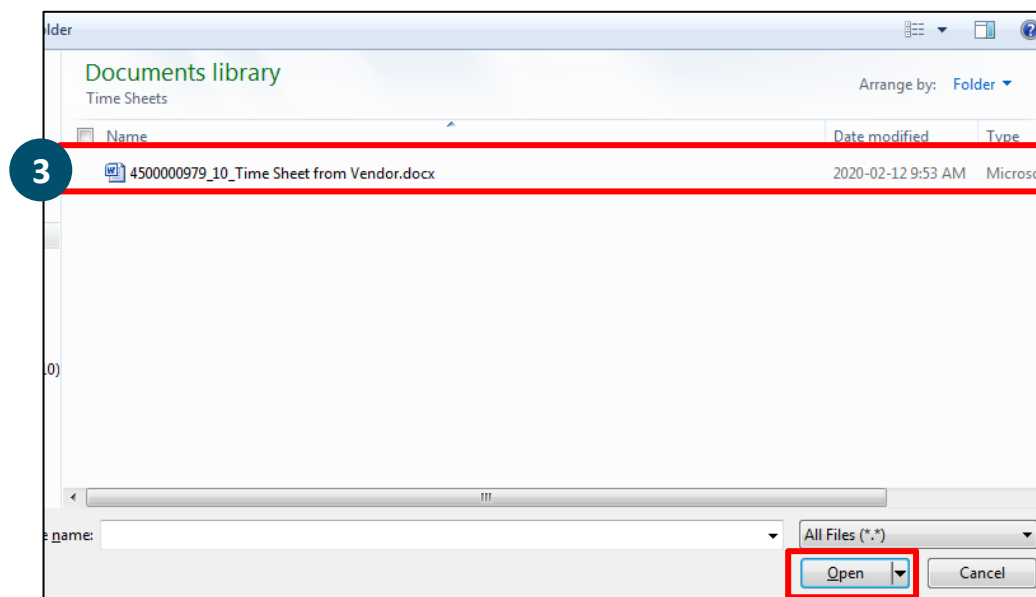 lder
Documents library
Time Sheets
Arrange by: Folder
Name Date modified Type
3
4500000979_10_Time Sheet from Vendor.docx 2020-02-12 9:53 AM Microso
.0)
e name: All Files (*.*)
Open Cancel